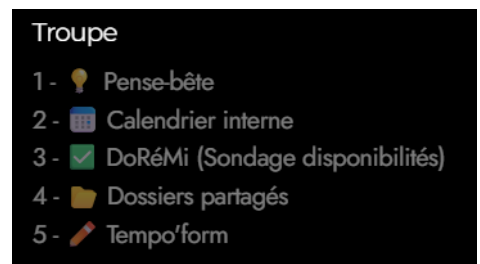 Troupe
1 - 💡 Pense-bête
2 - 📅 Calendrier interne
3 - ✅ DoRéMi (Sondage disponibilités)
4 - 📁 Dossiers partagés
5 - ✏️ Tempo'form